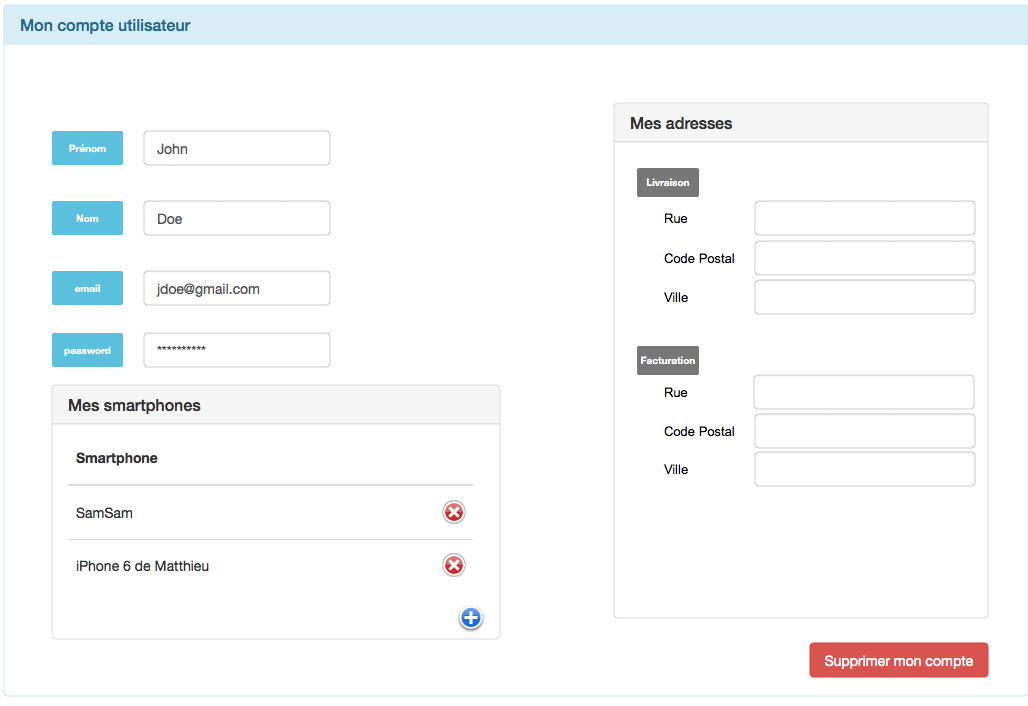 Mon compte utilisateur
Prénom
John
Nom
Doe
email
jdoe@gmail.com
password
**********
Mes smartphones
Smartphone
SamSam
iPhone 6 de Matthieu
Mes adresses
Livraison
Rue
Code Postal
Ville
Facturation
Rue
Code Postal
Ville
Supprimer mon compte